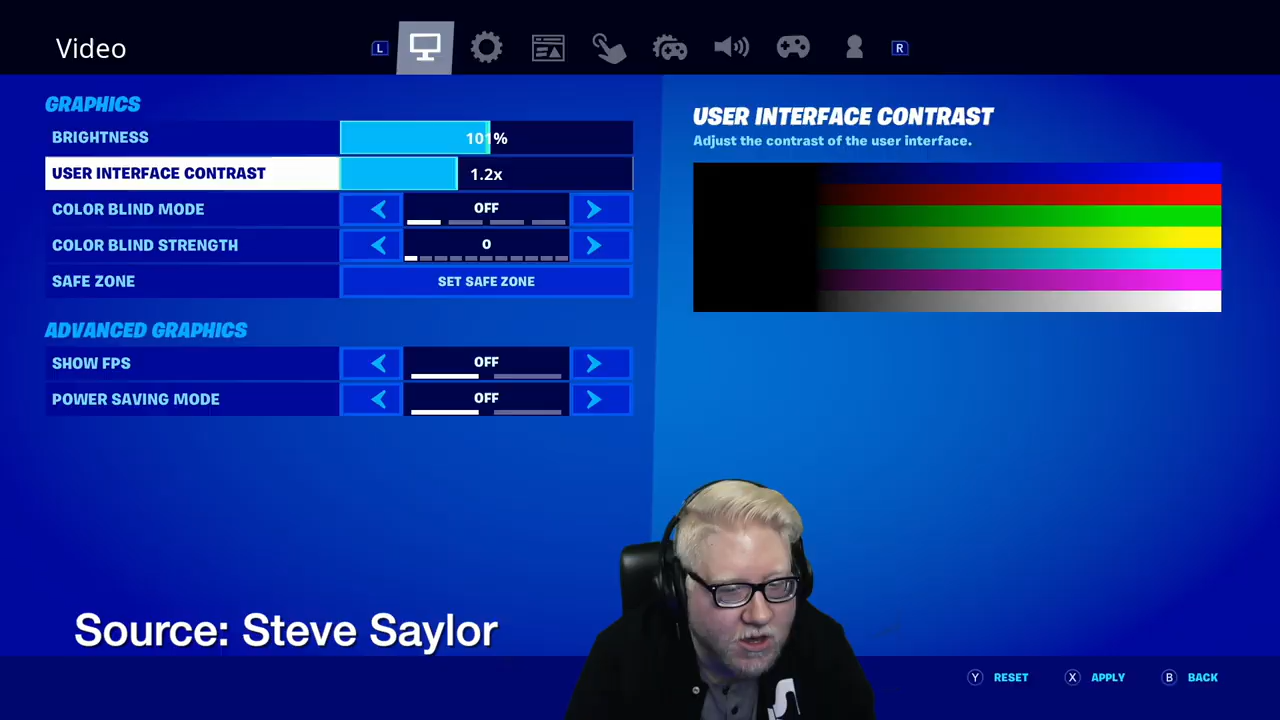 Video
L
R
GRAPHICS
BRIGHTNESS 101%
USER INTERFACE CONTRAST 1.2x
COLOR BLIND MODE OFF
COLOR BLIND STRENGTH 0
SAFE ZONE SET SAFE ZONE
ADVANCED GRAPHICS
SHOW FPS OFF
POWER SAVING MODE OFF
USER INTERFACE CONTRAST
Adjust the contrast of the user interface.
Source: Steve Saylor
Y RESET X APPLY B BACK